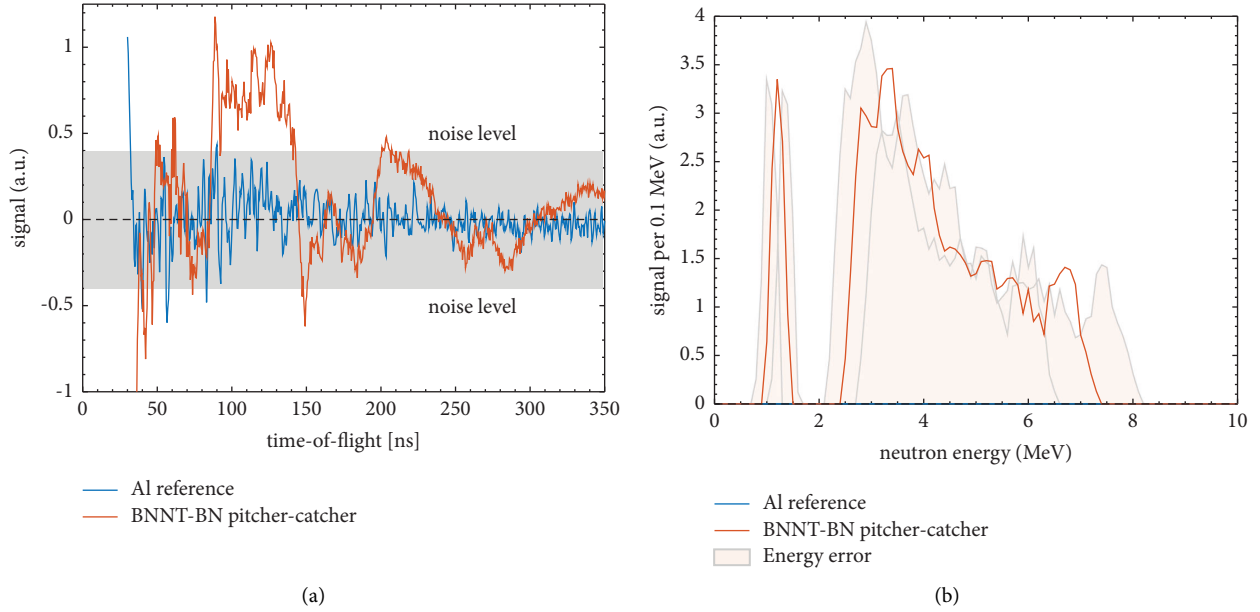 1
0.5
0
-0.5
-1
signal (a.u.)
noise level
noise level
0
50
100
150
200
250
300
350
time-of-flight [ns]
Al reference
BNNT-BN pitcher-catcher
(a)
4
3.5
3
2.5
2
1.5
1
0.5
0
signal per 0.1 MeV (a.u.)
0
2
4
6
8
10
neutron energy (MeV)
Al reference
BNNT-BN pitcher-catcher
Energy error
(b)